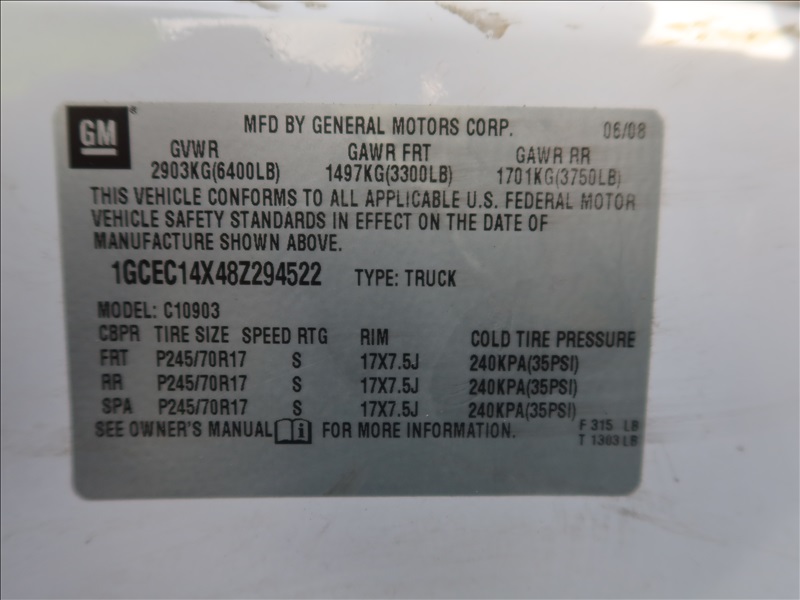 GM ® MFD BY GENERAL MOTORS CORP. 06/08
GVWR GAWR FRT GAWR RR
2903KG(6400LB) 1497KG(3300LB) 1701KG(3750LB)
THIS VEHICLE CONFORMS TO ALL APPLICABLE U.S. FEDERAL MOTOR
VEHICLE SAFETY STANDARDS IN EFFECT ON THE DATE OF
MANUFACTURE SHOWN ABOVE.
1GCEC14X48Z294522 TYPE: TRUCK
MODEL: C10903
CBPR TIRE SIZE SPEED RTG RIM COLD TIRE PRESSURE
FRT P245/70R17 S 17X7.5J 240KPA(35PSI)
RR P245/70R17 S 17X7.5J 240KPA(35PSI)
SPA P245/70R17 S 17X7.5J 240KPA(35PSI)
SEE OWNER'S MANUAL i FOR MORE INFORMATION. F 315 LB
T 1303 LB